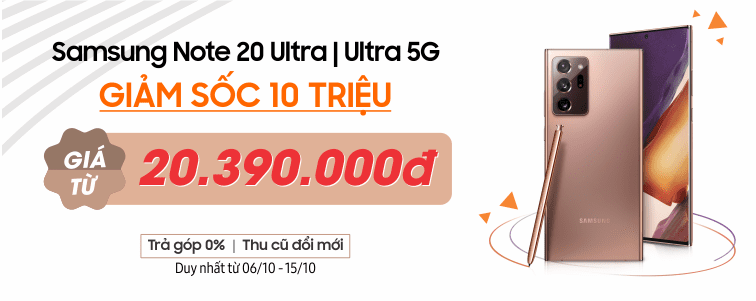 Samsung Note 20 Ultra | Ultra 5G
GIẢM SỐC 10 TRIỆU
GIÁ
TỪ
20.390.000đ
Trả góp 0% | Thu cũ đổi mới
Duy nhất từ 06/10 - 15/10
SAMSUNG